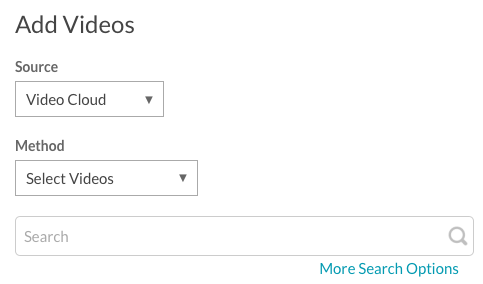 Add Videos
Source
Video Cloud
Method
Select Videos
Search
More Search Options